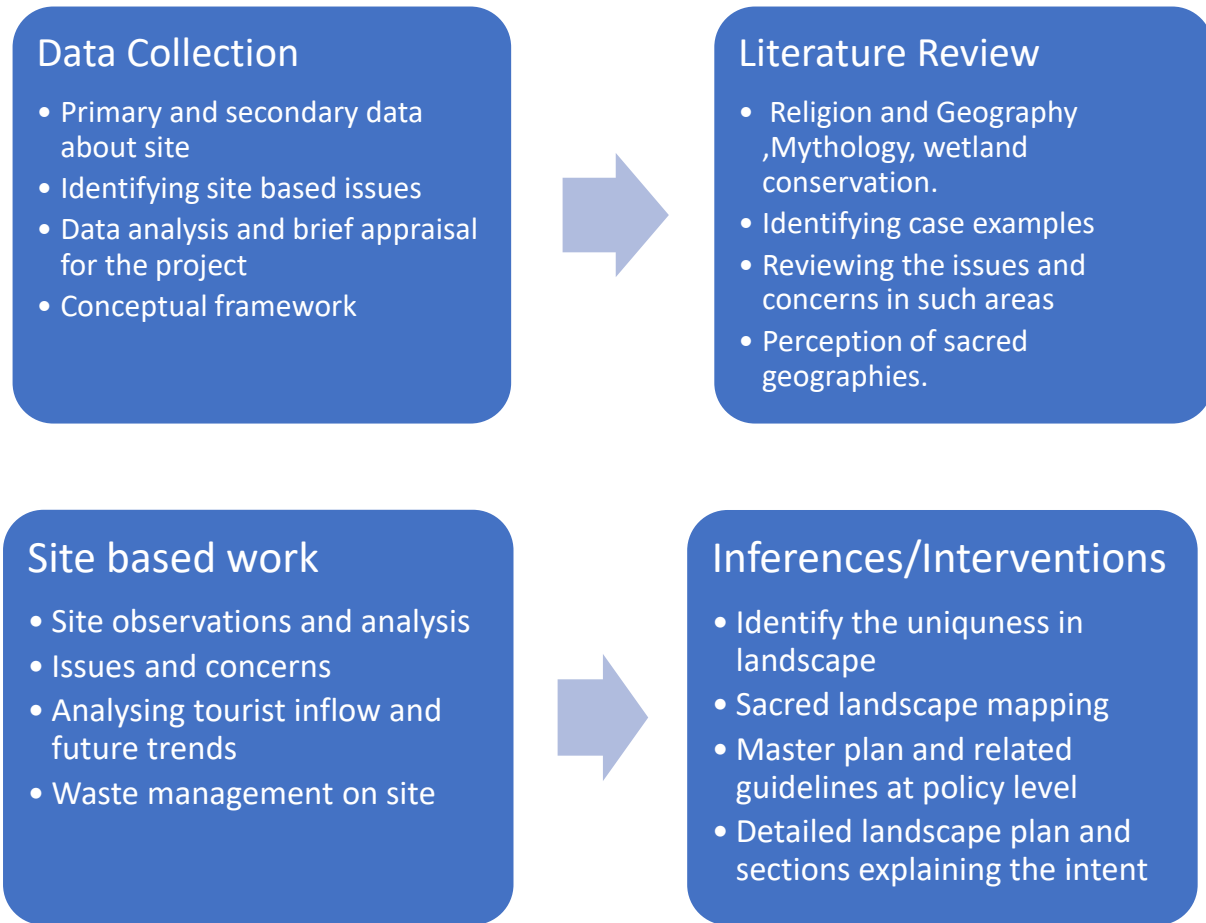 Data Collection
• Primary and secondary data
about site
• Identifying site based issues
• Data analysis and brief appraisal
for the project
• Conceptual framework
Literature Review
• Religion and Geography
,Mythology, wetland
conservation.
• Identifying case examples
• Reviewing the issues and
concerns in such areas
• Perception of sacred
geographies.
Site based work
• Site observations and analysis
• Issues and concerns
• Analysing tourist inflow and
future trends
• Waste management on site
Inferences/Interventions
• Identify the uniquness in
landscape
• Sacred landscape mapping
• Master plan and related
guidelines at policy level
• Detailed landscape plan and
sections explaining the intent